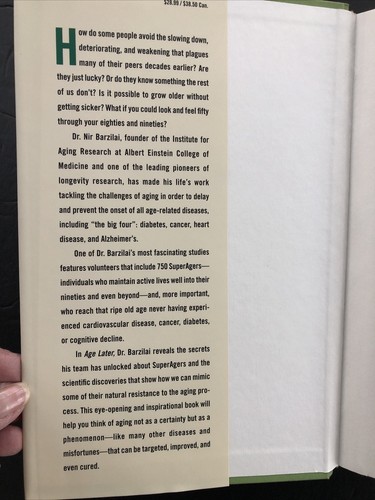 $28.99 / $38.50 Can.
How do some people avoid the slowing down,
deteriorating, and weakening that plagues
many of their peers decades earlier? Are
they just lucky? Or do they know something the rest
of us don't? Is it possible to grow older without
getting sicker? What if you could look and feel fifty
through your eighties and nineties?
Dr. Nir Barzilai, founder of the Institute for
Aging Research at Albert Einstein College of
Medicine and one of the leading pioneers of
longevity research, has made his life's work
tackling the challenges of aging in order to delay
and prevent the onset of all age-related diseases,
including "the big four": diabetes, cancer, heart
disease, and Alzheimer's.
One of Dr. Barzilai's most fascinating studies
features volunteers that include 750 SuperAgers—
individuals who maintain active lives well into their
nineties and even beyond—and, more important,
who reach that ripe old age never having experi-
enced cardiovascular disease, cancer, diabetes,
or cognitive decline.
In Age Later, Dr. Barzilai reveals the secrets
his team has unlocked about SuperAgers and the
scientific discoveries that show how we can mimic
some of their natural resistance to the aging pro-
cess. This eye-opening and inspirational book will
help you think of aging not as a certainty but as a
phenomenon—like many other diseases and
misfortunes—that can be targeted, improved, and
even cured.